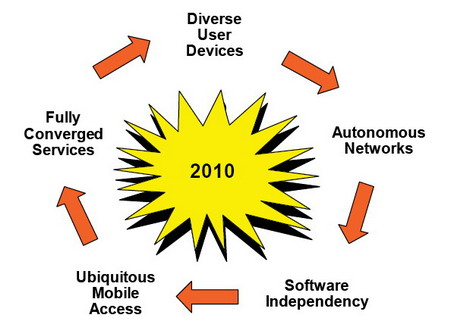 Diverse
User
Devices
Autonomous
Networks
Software
Independency
Ubiquitous
Mobile
Access
Fully
Converged
Services
2010